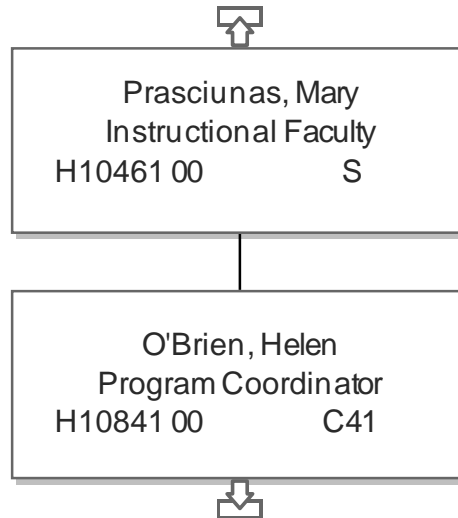 Prasciunas, Mary
Instructional Faculty
H10461 00 S
O'Brien, Helen
Program Coordinator
H10841 00 C41